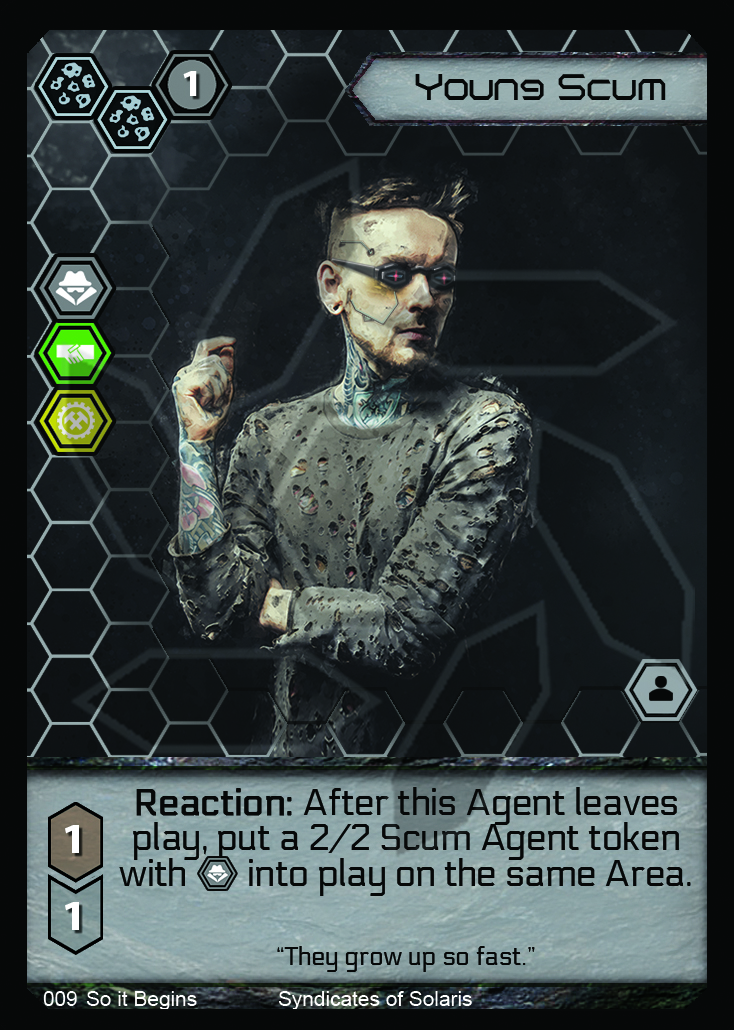 1
Young Scum
Reaction: After this Agent leaves
play, put a 2/2 Scum Agent token
with into play on the same Area.
1
1
“They grow up so fast.”
009 So it Begins
Syndicates of Solaris